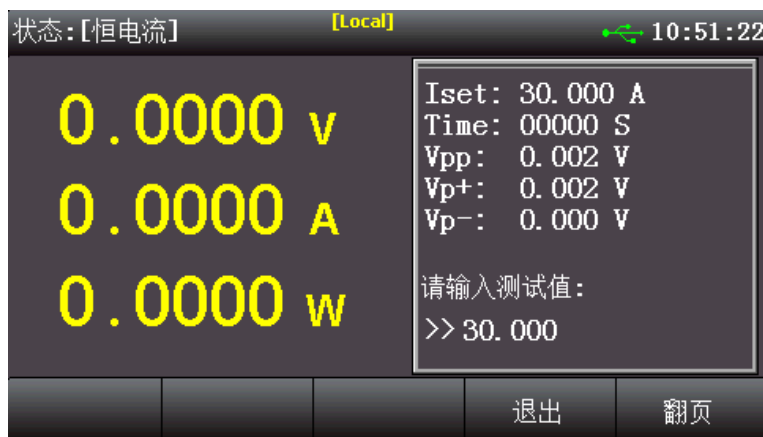 状态:[恒电流] [Local] 10:51:22
0.0000 V
0.0000 A
0.0000 W
Iset: 30.000 A
Time: 00000 S
Vpp: 0.002 V
Vp+: 0.002 V
Vp-: 0.000 V
请输入测试值:
>> 30.000
退出 翻页